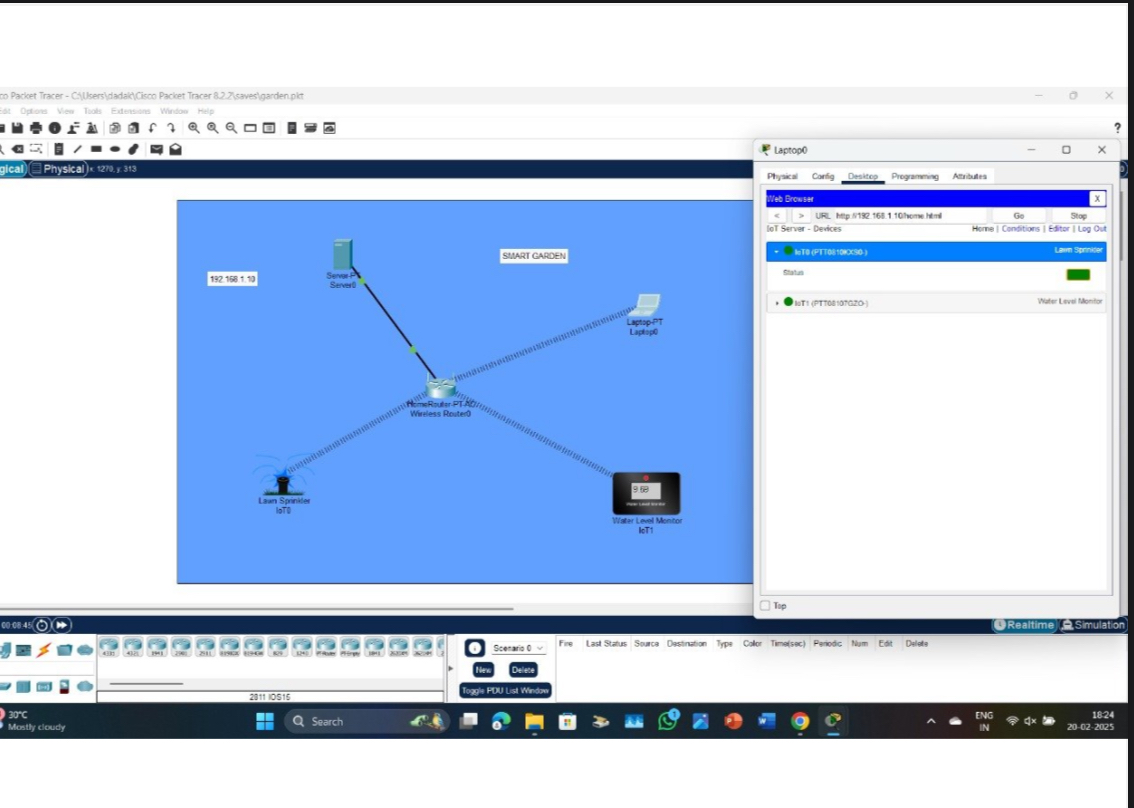 co Packet Tracer - C:\Users\dadak\Cisco Packet Tracer 8.2.2\saves\garden.pkt
Edit Options View Tools Extensions Window Help
?
gical Physical x: 1270, y: 313
192.168.1.10
Server-PT
Server0
SMART GARDEN
Laptop-PT
Laptop0
HomeRouter-PT-AC
Wireless Router0
Lawn Sprinkler
IoT0
9.68
Water Level Monitor
Water Level Monitor
IoT1
Laptop0
Physical Config Desktop Programming Attributes
Web Browser X
< > URL http://192.168.1.10/home.html Go Stop
IoT Server - Devices Home | Conditions | Editor | Log Out
IoT0 Lawn Sprinkler
Status
IoT1 Water Level Monitor
Top
00:08:45
Realtime Simulation
4331 4321 1941 2901 2911 819IOX 819HGW 829 1240 PT-Router PT-Empty 1841 2620XM 2621XM
2811 IOS15
Scenario 0
New Delete
Toggle PDU List Window
Fire Last Status Source Destination Type Color Time(sec) Periodic Num Edit Delete
30°C
Mostly cloudy
Search
1
ENG
IN
18:24
20-02-2025